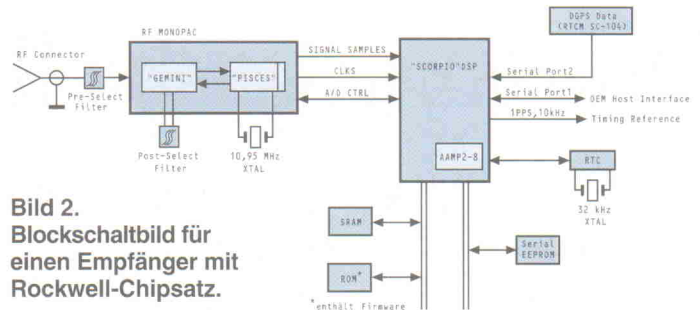 RF Connector
Pre-Select
Filter
RF MONOPAC
"GEMINI"
"PISCES"
Post-Select
Filter
10,95 MHz
XTAL
SIGNAL SAMPLES
CLKS
A/D CTRL
"SCORPIO"DSP
AAMP2-8
DGPS Data
(RTCM SC-104)
Serial Port2
Serial Port1
OEM Host Interface
1PPS,10kHz
Timing Reference
RTC
32 kHz
XTAL
SRAM
Serial
EEPROM
ROM*
*enthält Firmware
Bild 2.
Blockschaltbild für
einen Empfänger mit
Rockwell-Chipsatz.